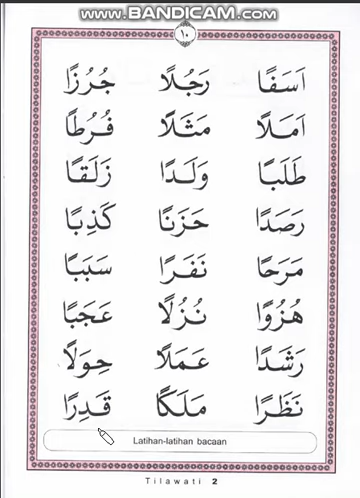 WWW.BANDICAM.COM
١٠
اَسَفًا رَجُلًا جُرُزًا
اَمَلًا مَثَلًا فُرُطًا
طَلَبًا وَلَدًا زَلَقًا
رَصَدًا حَزَنًا كَذِبًا
مَرَحًا نَفَرًا سَبَبًا
هُزُوًا نُزُلًا عَجَبًا
رَشَدًا عَمَلًا حِوَلًا
نَظَرًا مَلَكًا قَدِرًا
Latihan-latihan bacaan
Tilawati 2